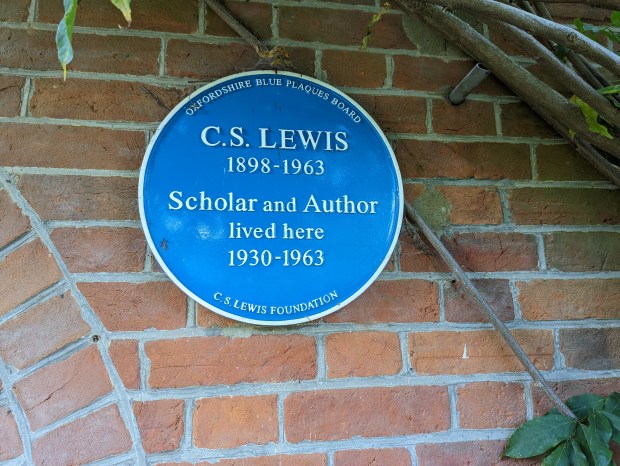 OXFORDSHIRE BLUE PLAQUES BOARD
C.S. LEWIS
1898-1963
Scholar and Author
lived here
1930-1963
C.S. LEWIS FOUNDATION